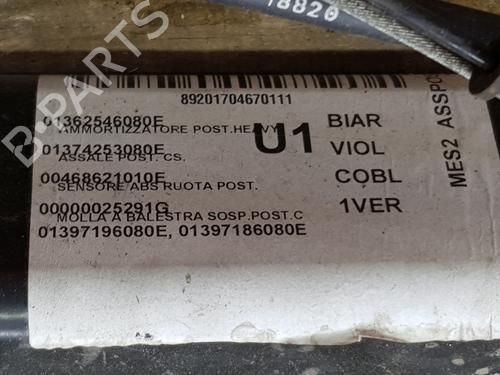 18820
89201704670111
01362546080E
AMMORTIZZATORE POST.HEAVY
01374253080E
ASSALE POST. CS.
00468621010E
SENSORE ABS RUOTA POST.
00000025291G
MOLLA A BALESTRA SOSP.POST.C
01397196080E, 01397186080E
U1
BIAR
VIOL
COBL
1VER
MES2 ASSPOS
B-PARTS